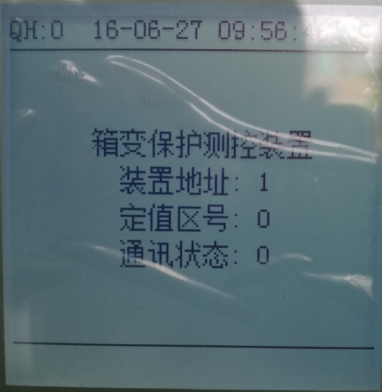 QH:0 16-06-27 09:56:
箱变保护测控装置
装置地址: 1
定值区号: 0
通讯状态: 0